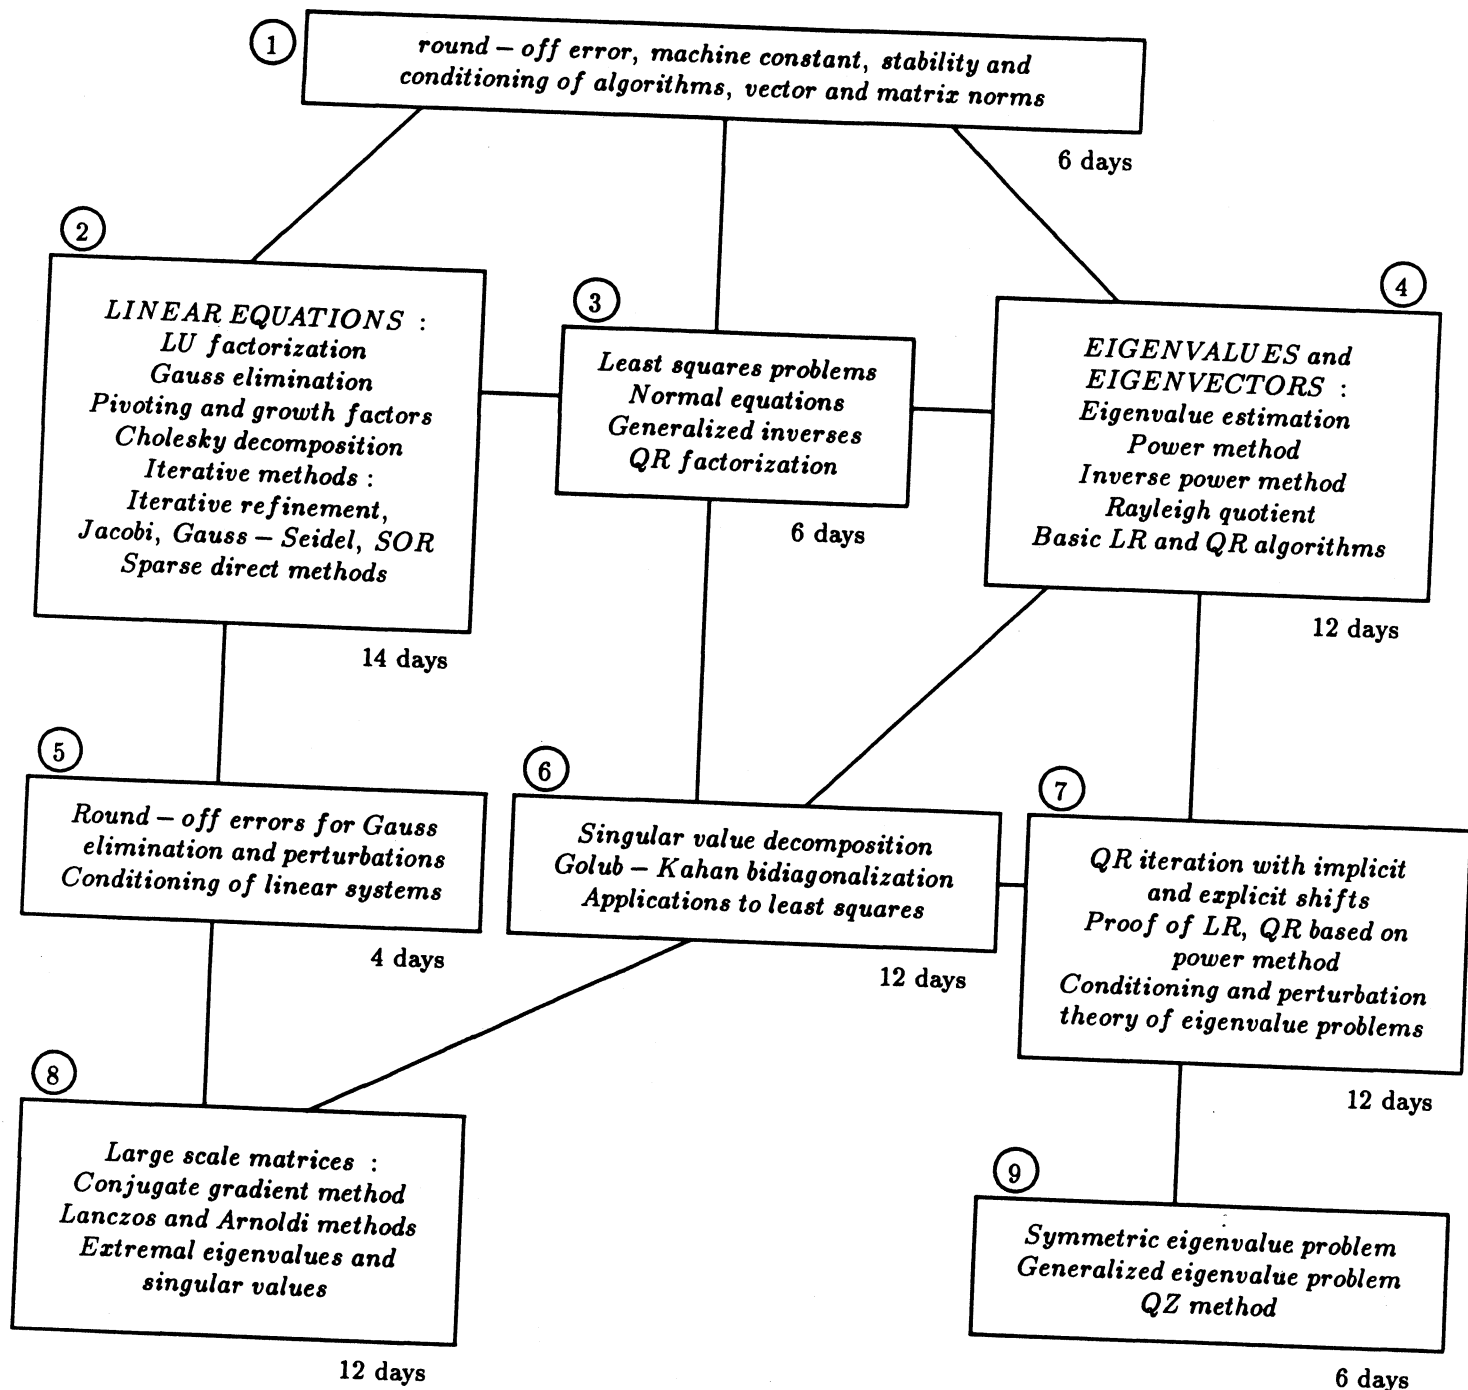 1
round – off error, machine constant, stability and
conditioning of algorithms, vector and matrix norms
6 days
2
LINEAR EQUATIONS :
LU factorization
Gauss elimination
Pivoting and growth factors
Cholesky decomposition
Iterative methods :
Iterative refinement,
Jacobi, Gauss – Seidel, SOR
Sparse direct methods
14 days
3
Least squares problems
Normal equations
Generalized inverses
QR factorization
6 days
4
EIGENVALUES and
EIGENVECTORS :
Eigenvalue estimation
Power method
Inverse power method
Rayleigh quotient
Basic LR and QR algorithms
12 days
5
Round – off errors for Gauss
elimination and perturbations
Conditioning of linear systems
4 days
6
Singular value decomposition
Golub – Kahan bidiagonalization
Applications to least squares
12 days
7
QR iteration with implicit
and explicit shifts
Proof of LR, QR based on
power method
Conditioning and perturbation
theory of eigenvalue problems
12 days
8
Large scale matrices :
Conjugate gradient method
Lanczos and Arnoldi methods
Extremal eigenvalues and
singular values
12 days
9
Symmetric eigenvalue problem
Generalized eigenvalue problem
QZ method
6 days